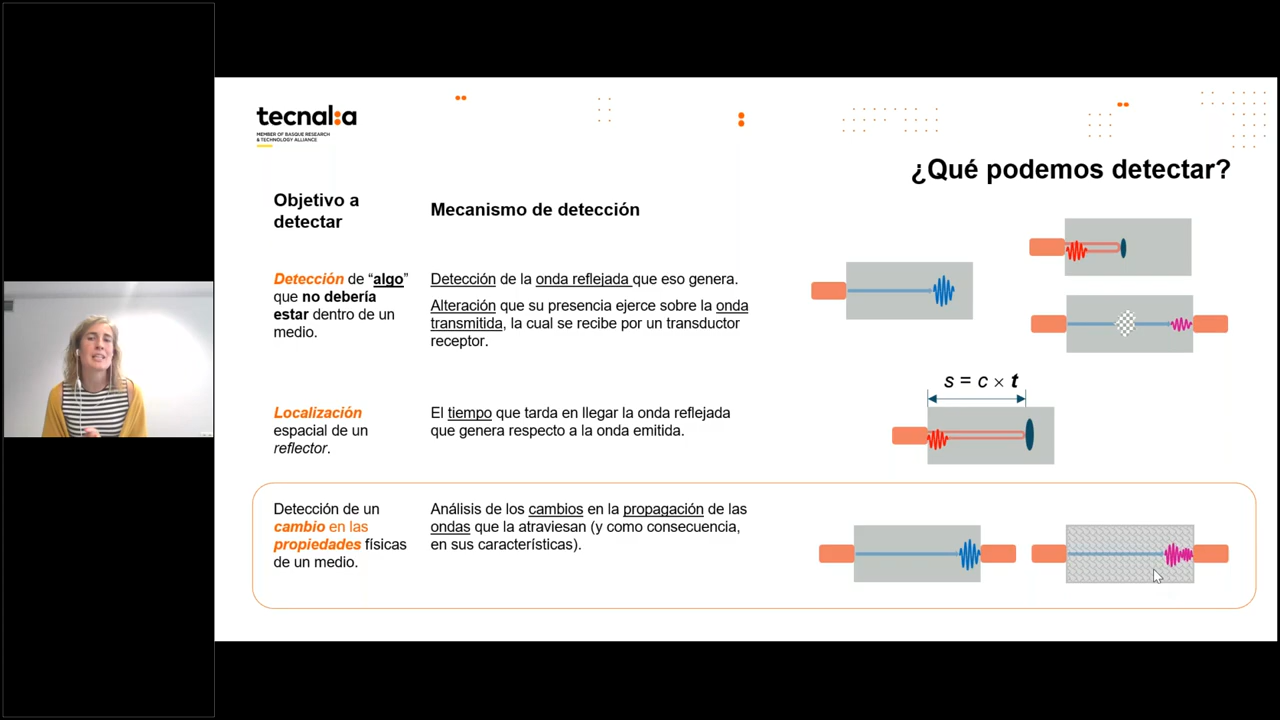 tecnal:a
MEMBER OF BASQUE RESEARCH
& TECHNOLOGY ALLIANCE
¿Qué podemos detectar?
Objetivo a
detectar
Mecanismo de detección
Detección de “algo”
que no debería
estar dentro de un
medio.
Detección de la onda reflejada que eso genera.
Alteración que su presencia ejerce sobre la onda
transmitida, la cual se recibe por un transductor
receptor.
s = c × t
Localización
espacial de un
reflector.
El tiempo que tarda en llegar la onda reflejada
que genera respecto a la onda emitida.
Detección de un
cambio en las
propiedades físicas
de un medio.
Análisis de los cambios en la propagación de las
ondas que la atraviesan (y como consecuencia,
en sus características).